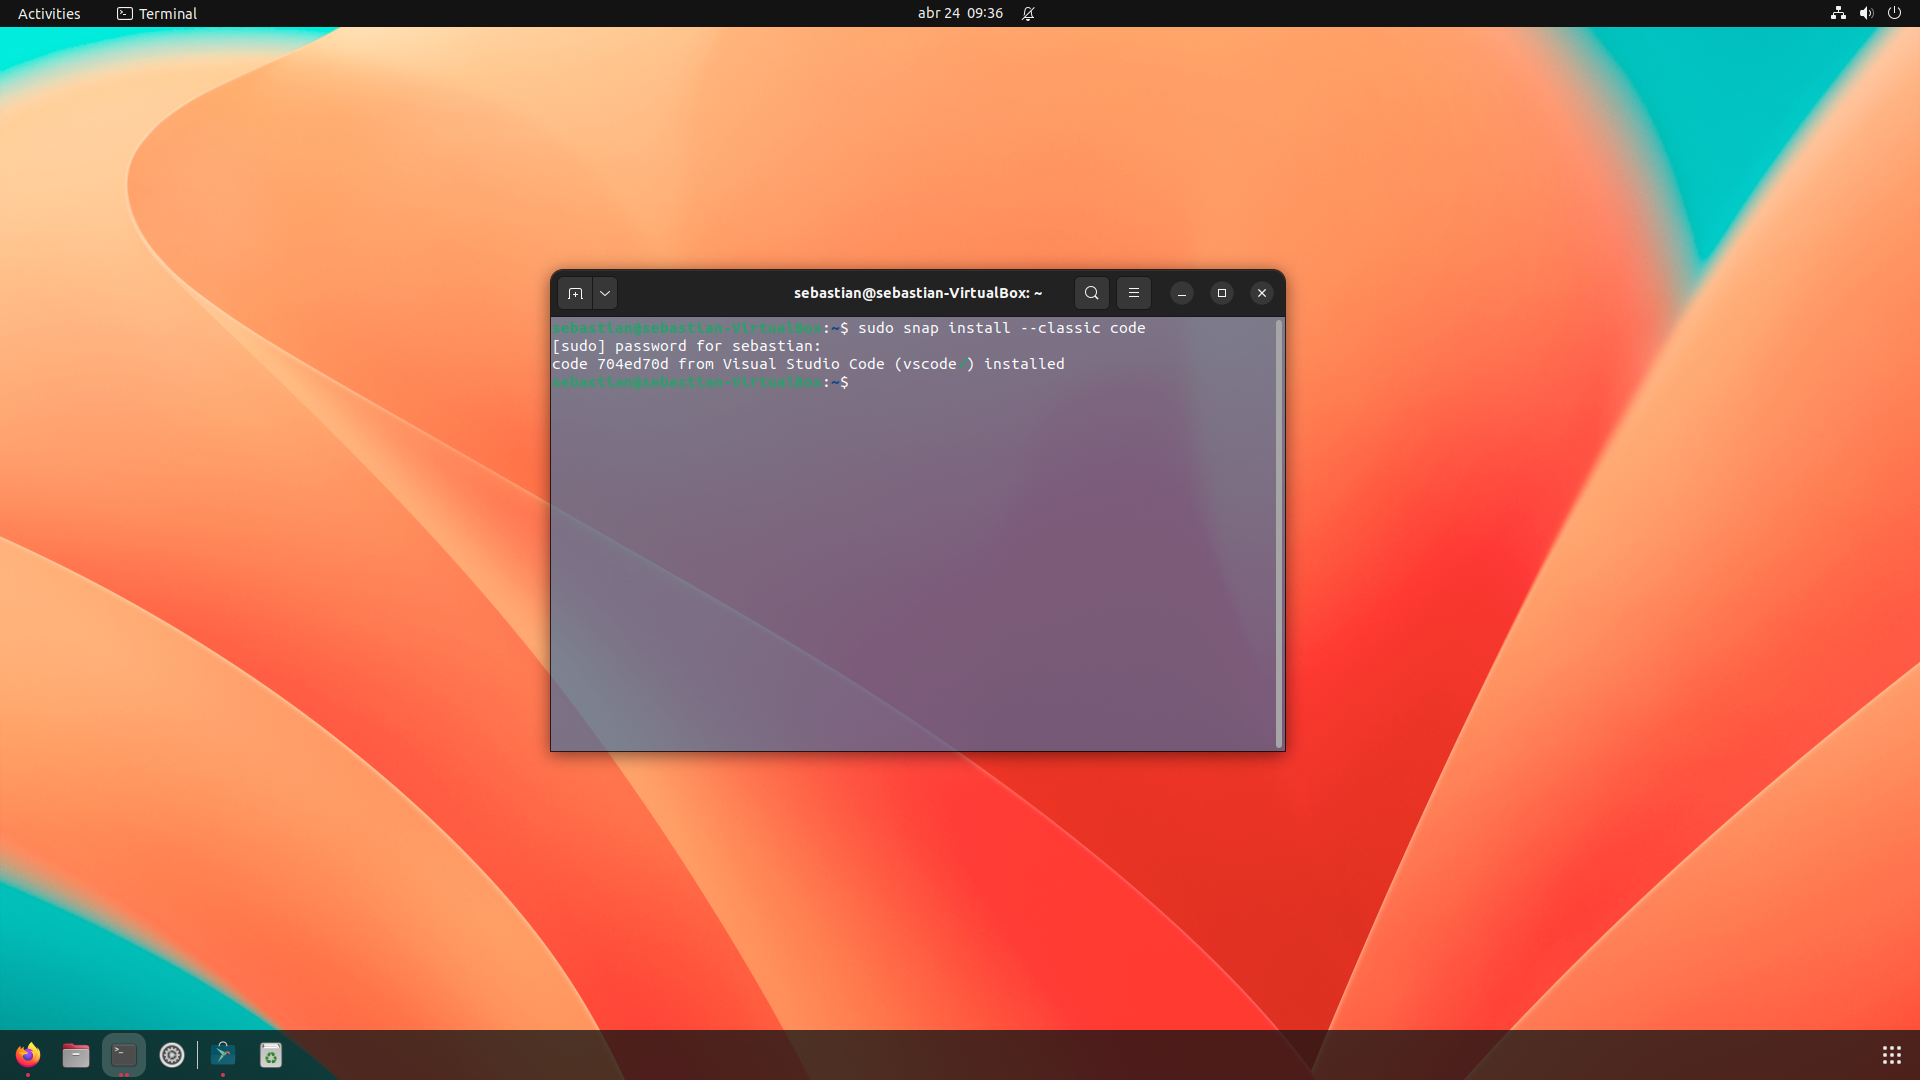 Activities
Terminal
abr 24 09:36
sebastian@sebastian-VirtualBox: ~
sebastian@sebastian-VirtualBox:~$ sudo snap install --classic code
[sudo] password for sebastian:
code 704ed70d from Visual Studio Code (vscode✓) installed
sebastian@sebastian-VirtualBox:~$